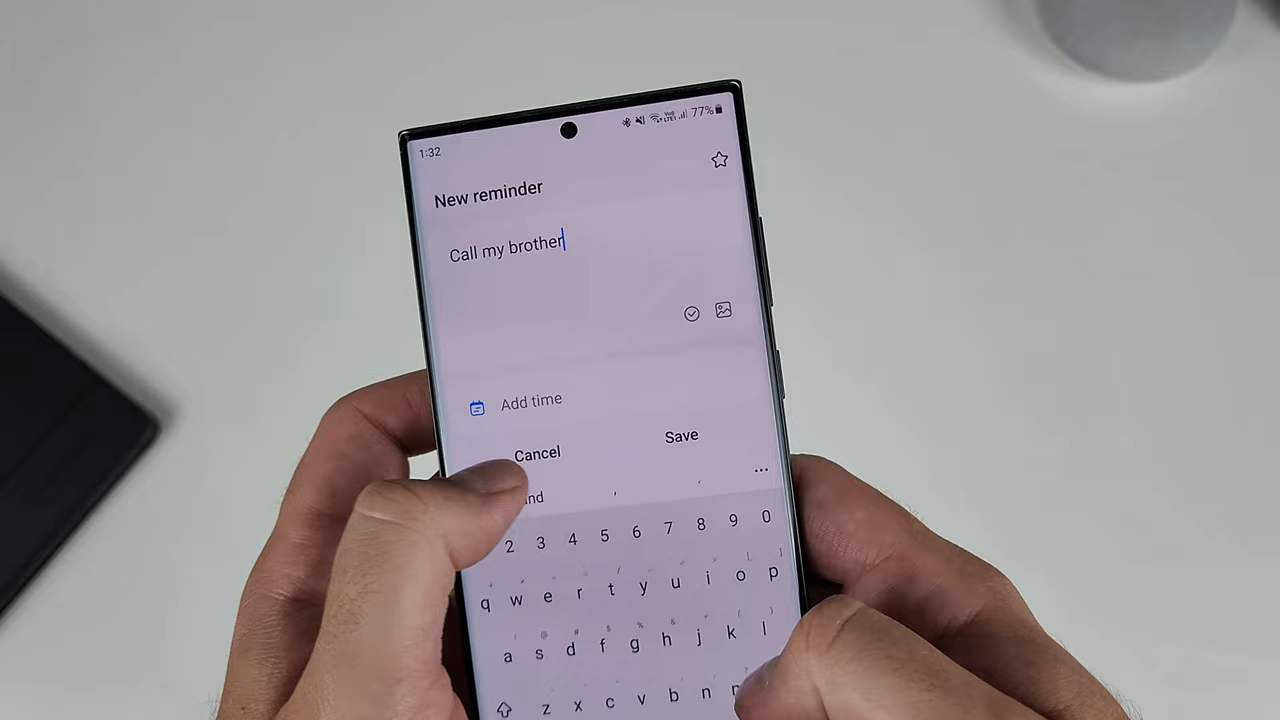 1:32 77%
New reminder
Call my brother
Add time
Cancel Save
2 3 4 5 6 7 8 9 0
q w e r t y u i o p
a s d f g h j k l
z x c v b n